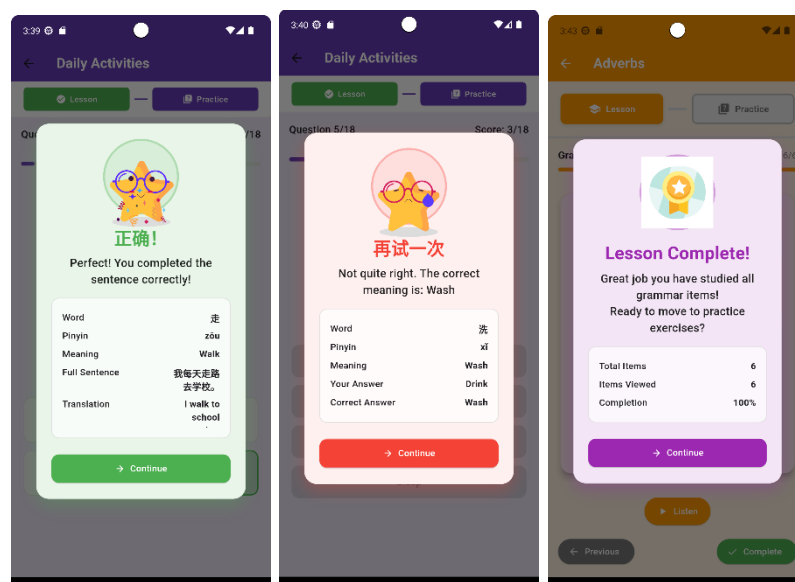 3:39
Daily Activities
Lesson
Practice
/18
正确！
Perfect! You completed the
sentence correctly!
Word 走
Pinyin zǒu
Meaning Walk
Full Sentence 我每天走路
去学校。
Translation I walk to
school
Continue
3:40
Daily Activities
Lesson
Practice
Question 5/18 Score: 3/18
再试一次
Not quite right. The correct
meaning is: Wash
Word 洗
Pinyin xǐ
Meaning Wash
Your Answer Drink
Correct Answer Wash
Continue
3:43
Adverbs
Lesson
Practice
Lesson Complete!
Great job you have studied all
grammar items!
Ready to move to practice
exercises?
Total Items 6
Items Viewed 6
Completion 100%
Continue
Listen
Previous
Complete